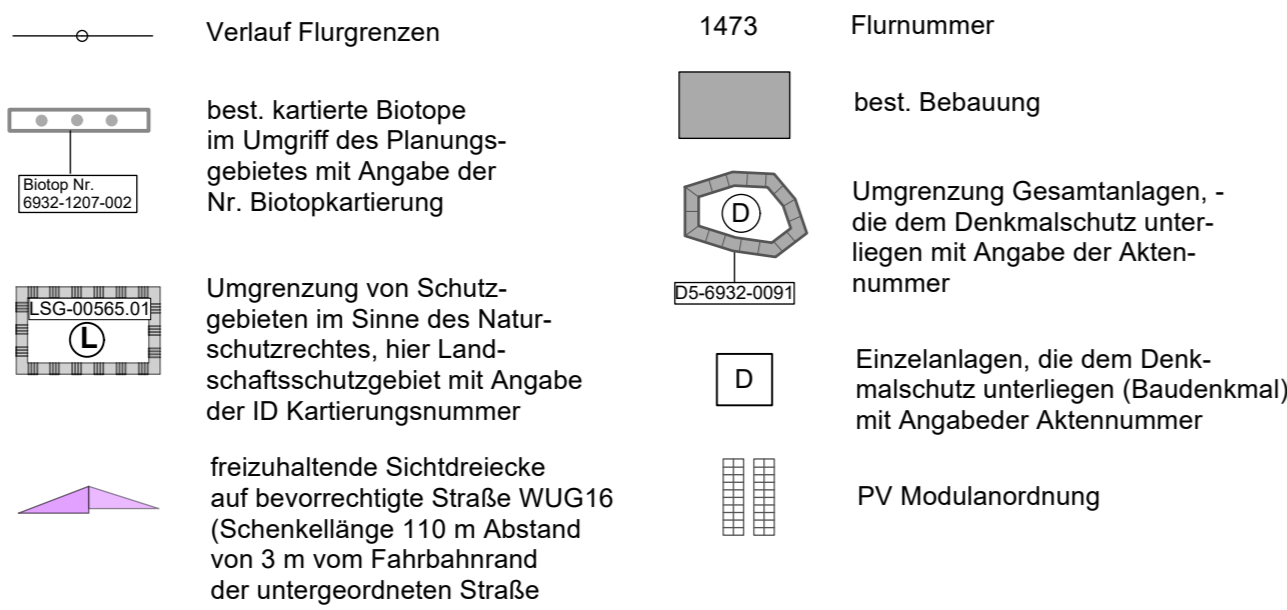 Verlauf Flurgrenzen
best. kartierte Biotope
im Umgriff des Planungs-
gebietes mit Angabe der
Nr. Biotopkartierung
Biotop Nr.
6932-1207-002
LSG-00565.01
L
Umgrenzung von Schutz-
gebieten im Sinne des Natur-
schutzrechtes, hier Land-
schaftsschutzgebiet mit Angabe
der ID Kartierungsnummer
freizuhaltende Sichtdreiecke
auf bevorrechtigte Straße WUG16
(Schenkellänge 110 m Abstand
von 3 m vom Fahrbahnrand
der untergeordneten Straße
1473
Flurnummer
best. Bebauung
D
D5-6932-0091
Umgrenzung Gesamtanlagen, -
die dem Denkmalschutz unter-
liegen mit Angabe der Akten-
nummer
D
Einzelanlagen, die dem Denk-
malschutz unterliegen (Baudenkmal)
mit Angabeder Aktennummer
PV Modulanordnung